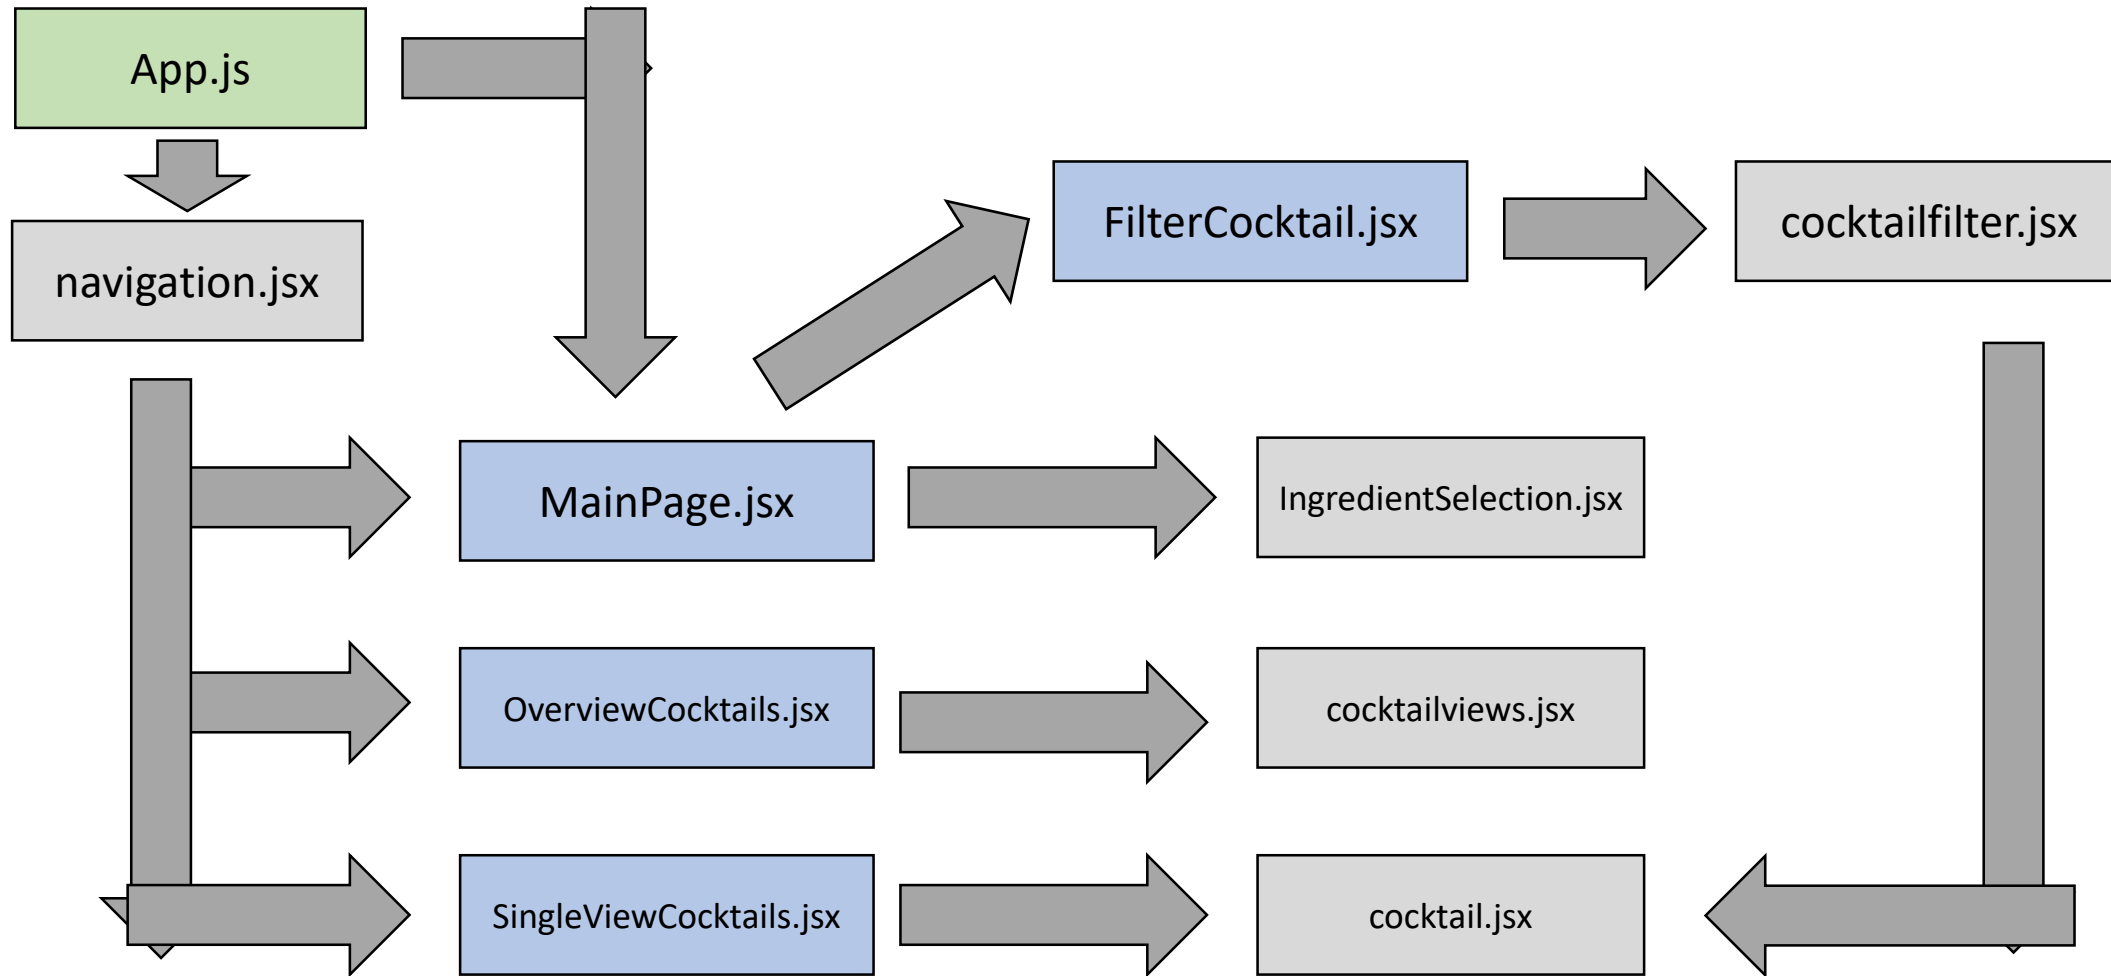 App.js
navigation.jsx
FilterCocktail.jsx
cocktailfilter.jsx
MainPage.jsx
IngredientSelection.jsx
OverviewCocktails.jsx
cocktailviews.jsx
SingleViewCocktails.jsx
cocktail.jsx